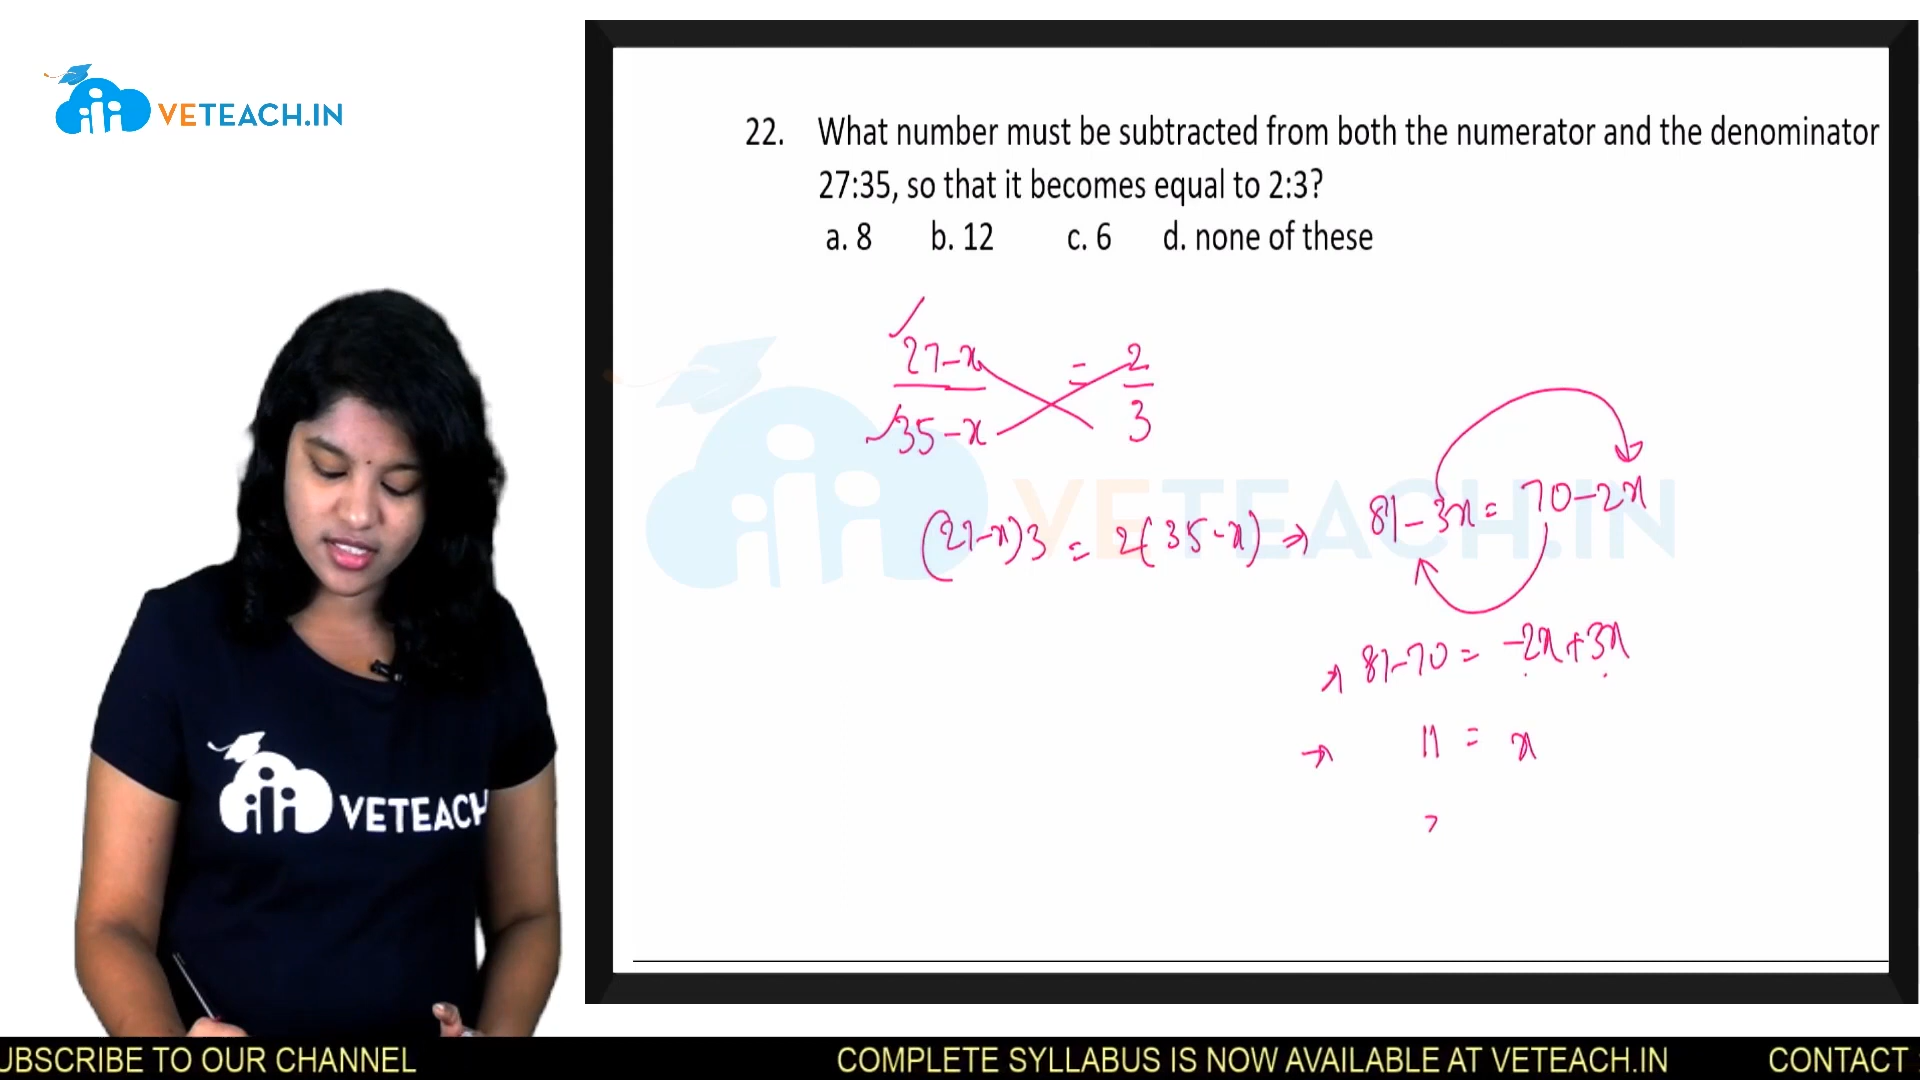 VETEACH.IN
22. What number must be subtracted from both the numerator and the denominator
27:35, so that it becomes equal to 2:3?
a. 8 b. 12 c. 6 d. none of these
27-x = 2
35-x 3
(27-x)3 = 2(35-x) ⇒ 81-3x = 70-2x
⇒ 81-70 = -2x+3x
⇒ 11 = x
VETEACH.IN
VETEACH
UBSCRIBE TO OUR CHANNEL COMPLETE SYLLABUS IS NOW AVAILABLE AT VETEACH.IN CONTACT